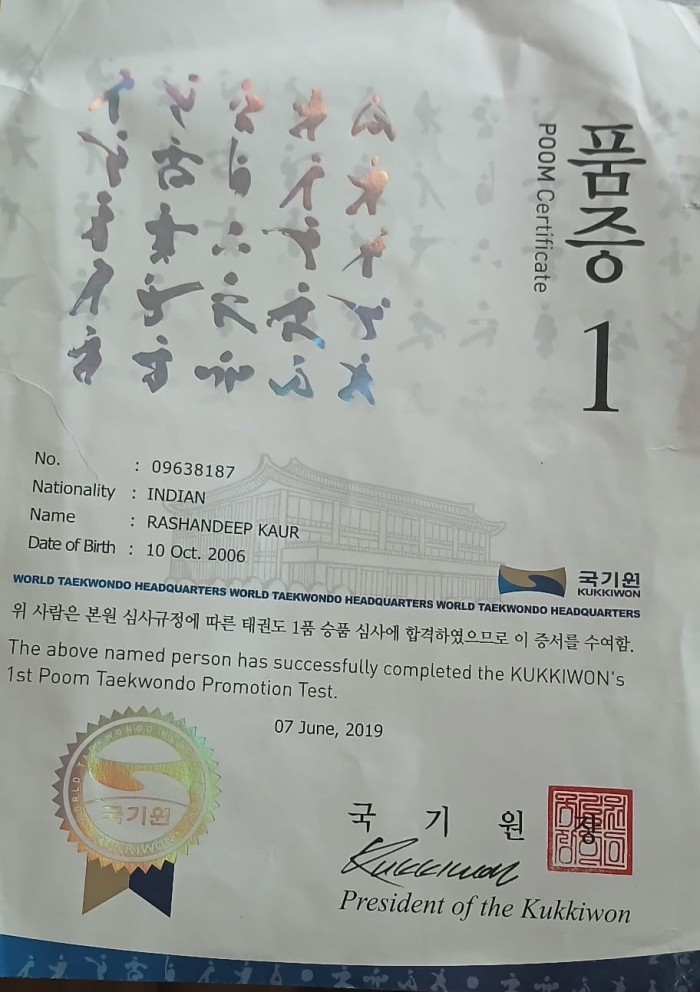 품증
POOM Certificate
1
No. : 09638187
Nationality : INDIAN
Name : RASHANDEEP KAUR
Date of Birth : 10 Oct. 2006
국기원
KUKKIWON
WORLD TAEKWONDO HEADQUARTERS WORLD TAEKWONDO HEADQUARTERS WORLD TAEKWONDO HEADQUARTERS
위 사람은 본원 심사규정에 따른 태권도 1품 승품 심사에 합격하였으므로 이 증서를 수여함.
The above named person has successfully completed the KUKKIWON's
1st Poom Taekwondo Promotion Test.
07 June, 2019
국기원
KUKKIWON
국 기 원 장
Kukkiwon
President of the Kukkiwon